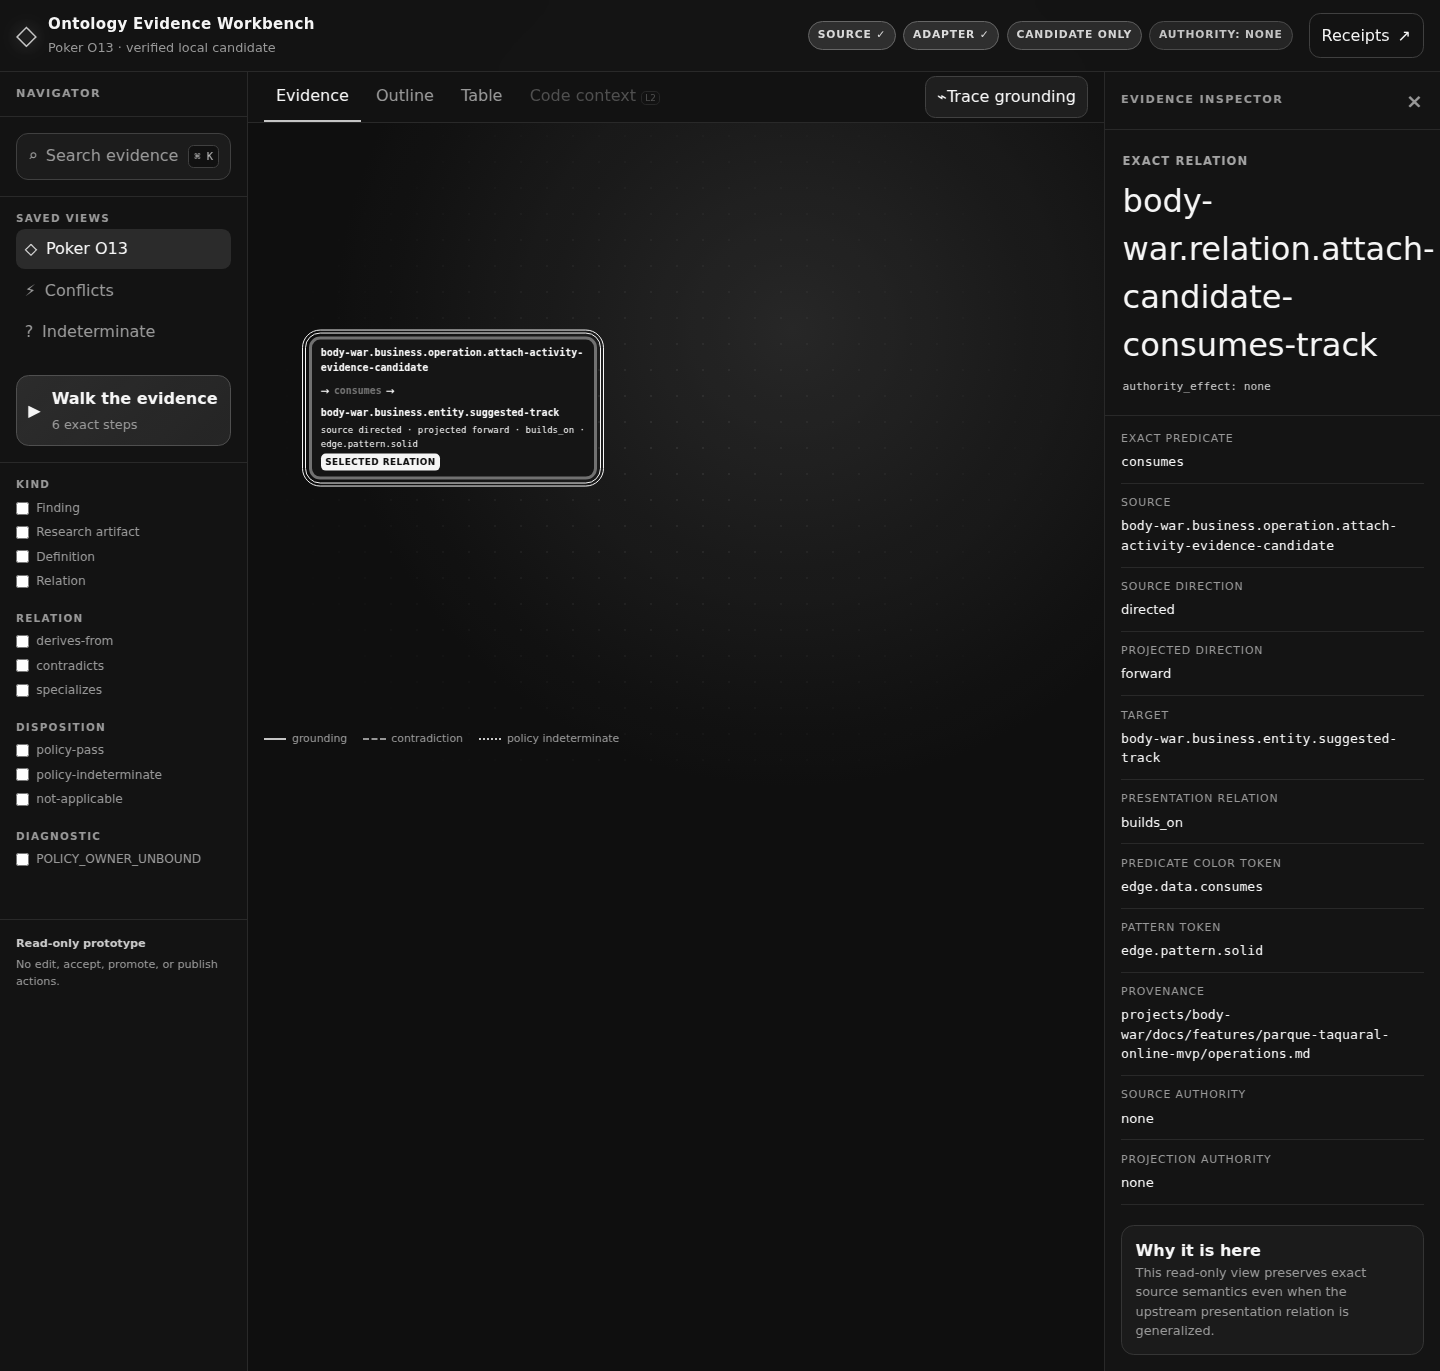 Ontology Evidence Workbench
Poker O13 · verified local candidate
SOURCE ✓
ADAPTER ✓
CANDIDATE ONLY
AUTHORITY: NONE
Receipts ↗
NAVIGATOR
Search evidence ⌘ K
SAVED VIEWS
◇ Poker O13
⚡ Conflicts
? Indeterminate
▶ Walk the evidence
6 exact steps
KIND
Finding
Research artifact
Definition
Relation
RELATION
derives-from
contradicts
specializes
DISPOSITION
policy-pass
policy-indeterminate
not-applicable
DIAGNOSTIC
POLICY_OWNER_UNBOUND
Read-only prototype
No edit, accept, promote, or publish
actions.
Evidence
Outline
Table
Code context L2
⌁Trace grounding
body-war.business.operation.attach-activity-
evidence-candidate
→ consumes →
body-war.business.entity.suggested-track
source directed · projected forward · builds_on ·
edge.pattern.solid
SELECTED RELATION
grounding
contradiction
policy indeterminate
EVIDENCE INSPECTOR
×
EXACT RELATION
body-
war.relation.attach-
candidate-
consumes-track
authority_effect: none
EXACT PREDICATE
consumes
SOURCE
body-war.business.operation.attach-
activity-evidence-candidate
SOURCE DIRECTION
directed
PROJECTED DIRECTION
forward
TARGET
body-war.business.entity.suggested-
track
PRESENTATION RELATION
builds_on
PREDICATE COLOR TOKEN
edge.data.consumes
PATTERN TOKEN
edge.pattern.solid
PROVENANCE
projects/body-
war/docs/features/parque-taquaral-
online-mvp/operations.md
SOURCE AUTHORITY
none
PROJECTION AUTHORITY
none
Why it is here
This read-only view preserves exact
source semantics even when the
upstream presentation relation is
generalized.